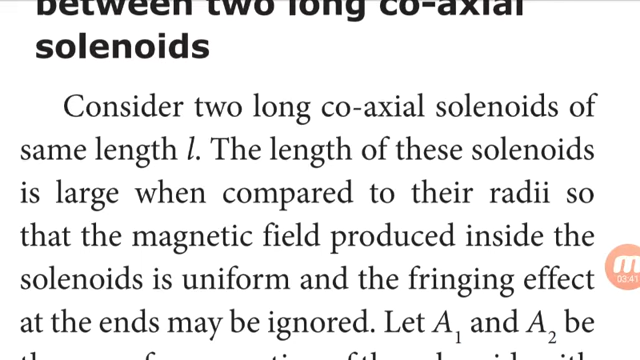 between two long co-axial
solenoids
Consider two long co-axial solenoids of
same length l. The length of these solenoids
is large when compared to their radii so
that the magnetic field produced inside the
solenoids is uniform and the fringing effect
at the ends may be ignored. Let A₁ and A₂ be
03:41